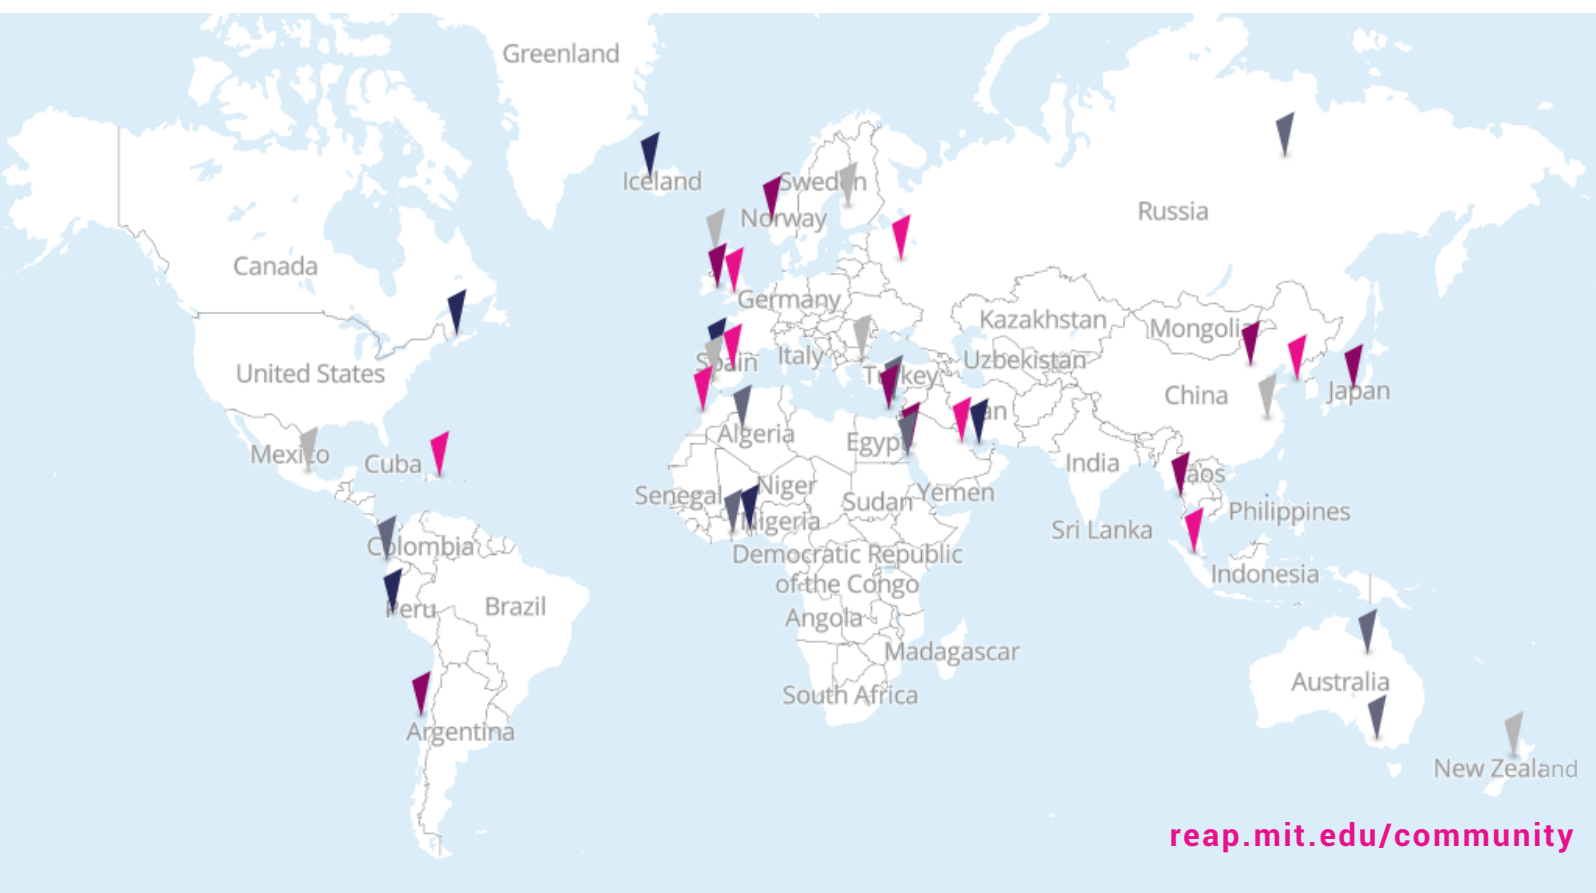 Greenland
Iceland
Sweden
Norway
Russia
Canada
Germany
Kazakhstan
Mongolia
United States
Spain
Italy
Turkey
Uzbekistan
China
Japan
Mexico
Cuba
Algeria
Egypt
India
Senegal
Niger
Nigeria
Sudan
Yemen
Sri Lanka
Philippines
Colombia
Democratic Republic
of the Congo
Indonesia
Peru
Brazil
Angola
Madagascar
South Africa
Australia
Argentina
New Zealand
reap.mit.edu/community